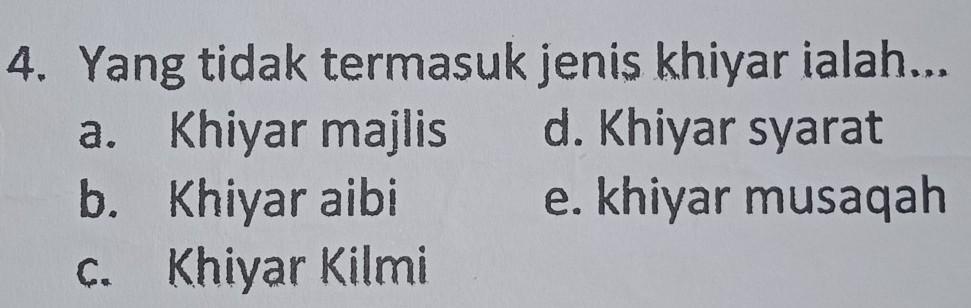 4. Yang tidak termasuk jenis khiyar ialah...
a. Khiyar majlis d. Khiyar syarat
b. Khiyar aibi e. khiyar musaqah
c. Khiyar Kilmi